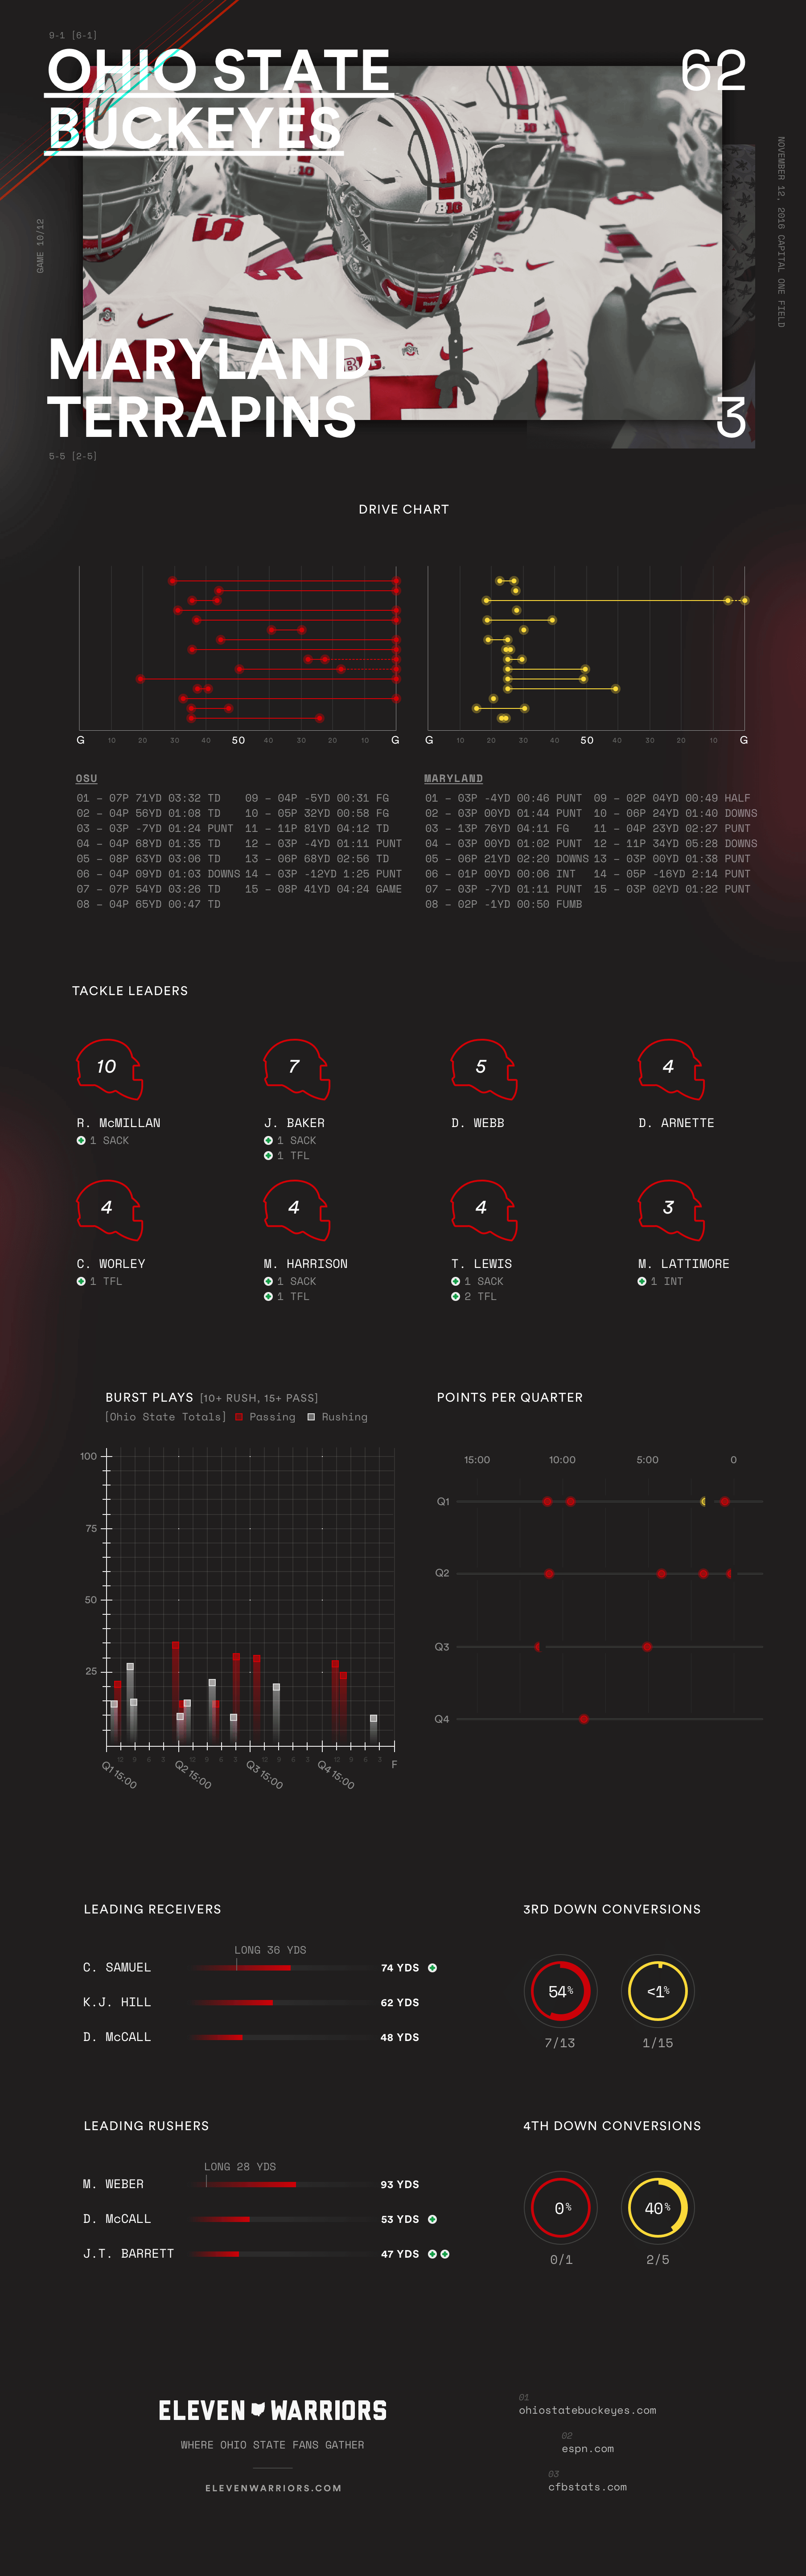 9-1 [6-1]
OHIO STATE
BUCKEYES
62
NOVEMBER 12, 2016 CAPITAL ONE FIELD
GAME 10/12
MARYLAND
TERRAPINS
3
5-5 [2-5]
DRIVE CHART
G 10 20 30 40 50 40 30 20 10 G
G 10 20 30 40 50 40 30 20 10 G
OSU
01 – 07P 71YD 03:32 TD
02 – 04P 56YD 01:08 TD
03 – 03P -7YD 01:24 PUNT
04 – 04P 68YD 01:35 TD
05 – 08P 63YD 03:06 TD
06 – 04P 09YD 01:03 DOWNS
07 – 07P 54YD 03:26 TD
08 – 04P 65YD 00:47 TD
09 – 04P -5YD 00:31 FG
10 – 05P 32YD 00:58 FG
11 – 11P 81YD 04:12 TD
12 – 03P -4YD 01:11 PUNT
13 – 06P 68YD 02:56 TD
14 – 03P -12YD 1:25 PUNT
15 – 08P 41YD 04:24 GAME
MARYLAND
01 – 03P -4YD 00:46 PUNT
02 – 03P 00YD 01:44 PUNT
03 – 13P 76YD 04:11 FG
04 – 03P 00YD 01:02 PUNT
05 – 06P 21YD 02:20 DOWNS
06 – 01P 00YD 00:06 INT
07 – 03P -7YD 01:11 PUNT
08 – 02P -1YD 00:50 FUMB
09 – 02P 04YD 00:49 HALF
10 – 06P 24YD 01:40 DOWNS
11 – 04P 23YD 02:27 PUNT
12 – 11P 34YD 05:28 DOWNS
13 – 03P 00YD 01:38 PUNT
14 – 05P -16YD 2:14 PUNT
15 – 03P 02YD 01:22 PUNT
TACKLE LEADERS
10
R. McMILLAN
1 SACK
7
J. BAKER
1 SACK
1 TFL
5
D. WEBB
4
D. ARNETTE
4
C. WORLEY
1 TFL
4
M. HARRISON
1 SACK
1 TFL
4
T. LEWIS
1 SACK
2 TFL
3
M. LATTIMORE
1 INT
BURST PLAYS [10+ RUSH, 15+ PASS]
[Ohio State Totals] Passing Rushing
100
75
50
25
12 9 6 3 12 9 6 3 12 9 6 3 12 9 6 3
Q1 15:00 Q2 15:00 Q3 15:00 Q4 15:00 F
POINTS PER QUARTER
15:00 10:00 5:00 0
Q1
Q2
Q3
Q4
LEADING RECEIVERS
LONG 36 YDS
C. SAMUEL 74 YDS
K.J. HILL 62 YDS
D. McCALL 48 YDS
3RD DOWN CONVERSIONS
54% <1%
7/13 1/15
LEADING RUSHERS
LONG 28 YDS
M. WEBER 93 YDS
D. McCALL 53 YDS
J.T. BARRETT 47 YDS
4TH DOWN CONVERSIONS
0% 40%
0/1 2/5
ELEVEN WARRIORS
WHERE OHIO STATE FANS GATHER
ELEVENWARRIORS.COM
01
ohiostatebuckeyes.com
02
espn.com
03
cfbstats.com